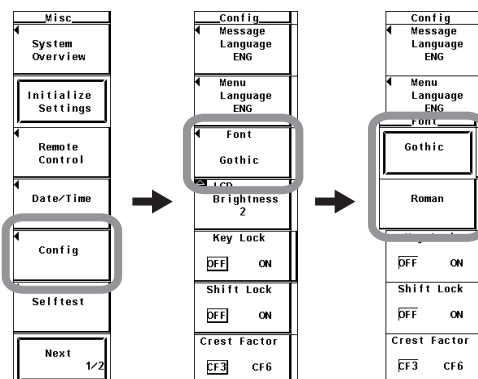 Misc
System
Overview
Initialize
Settings
Remote
Control
Date/Time
Config
Selftest
Next
1/2
Config
Message
Language
ENG
Menu
Language
ENG
Font
Gothic
LCD
Brightness
2
Key Lock
OFF ON
Shift Lock
OFF ON
Crest Factor
CF3 CF6
Config
Message
Language
ENG
Menu
Language
ENG
Font
Gothic
Roman
OFF ON
Shift Lock
OFF ON
Crest Factor
CF3 CF6